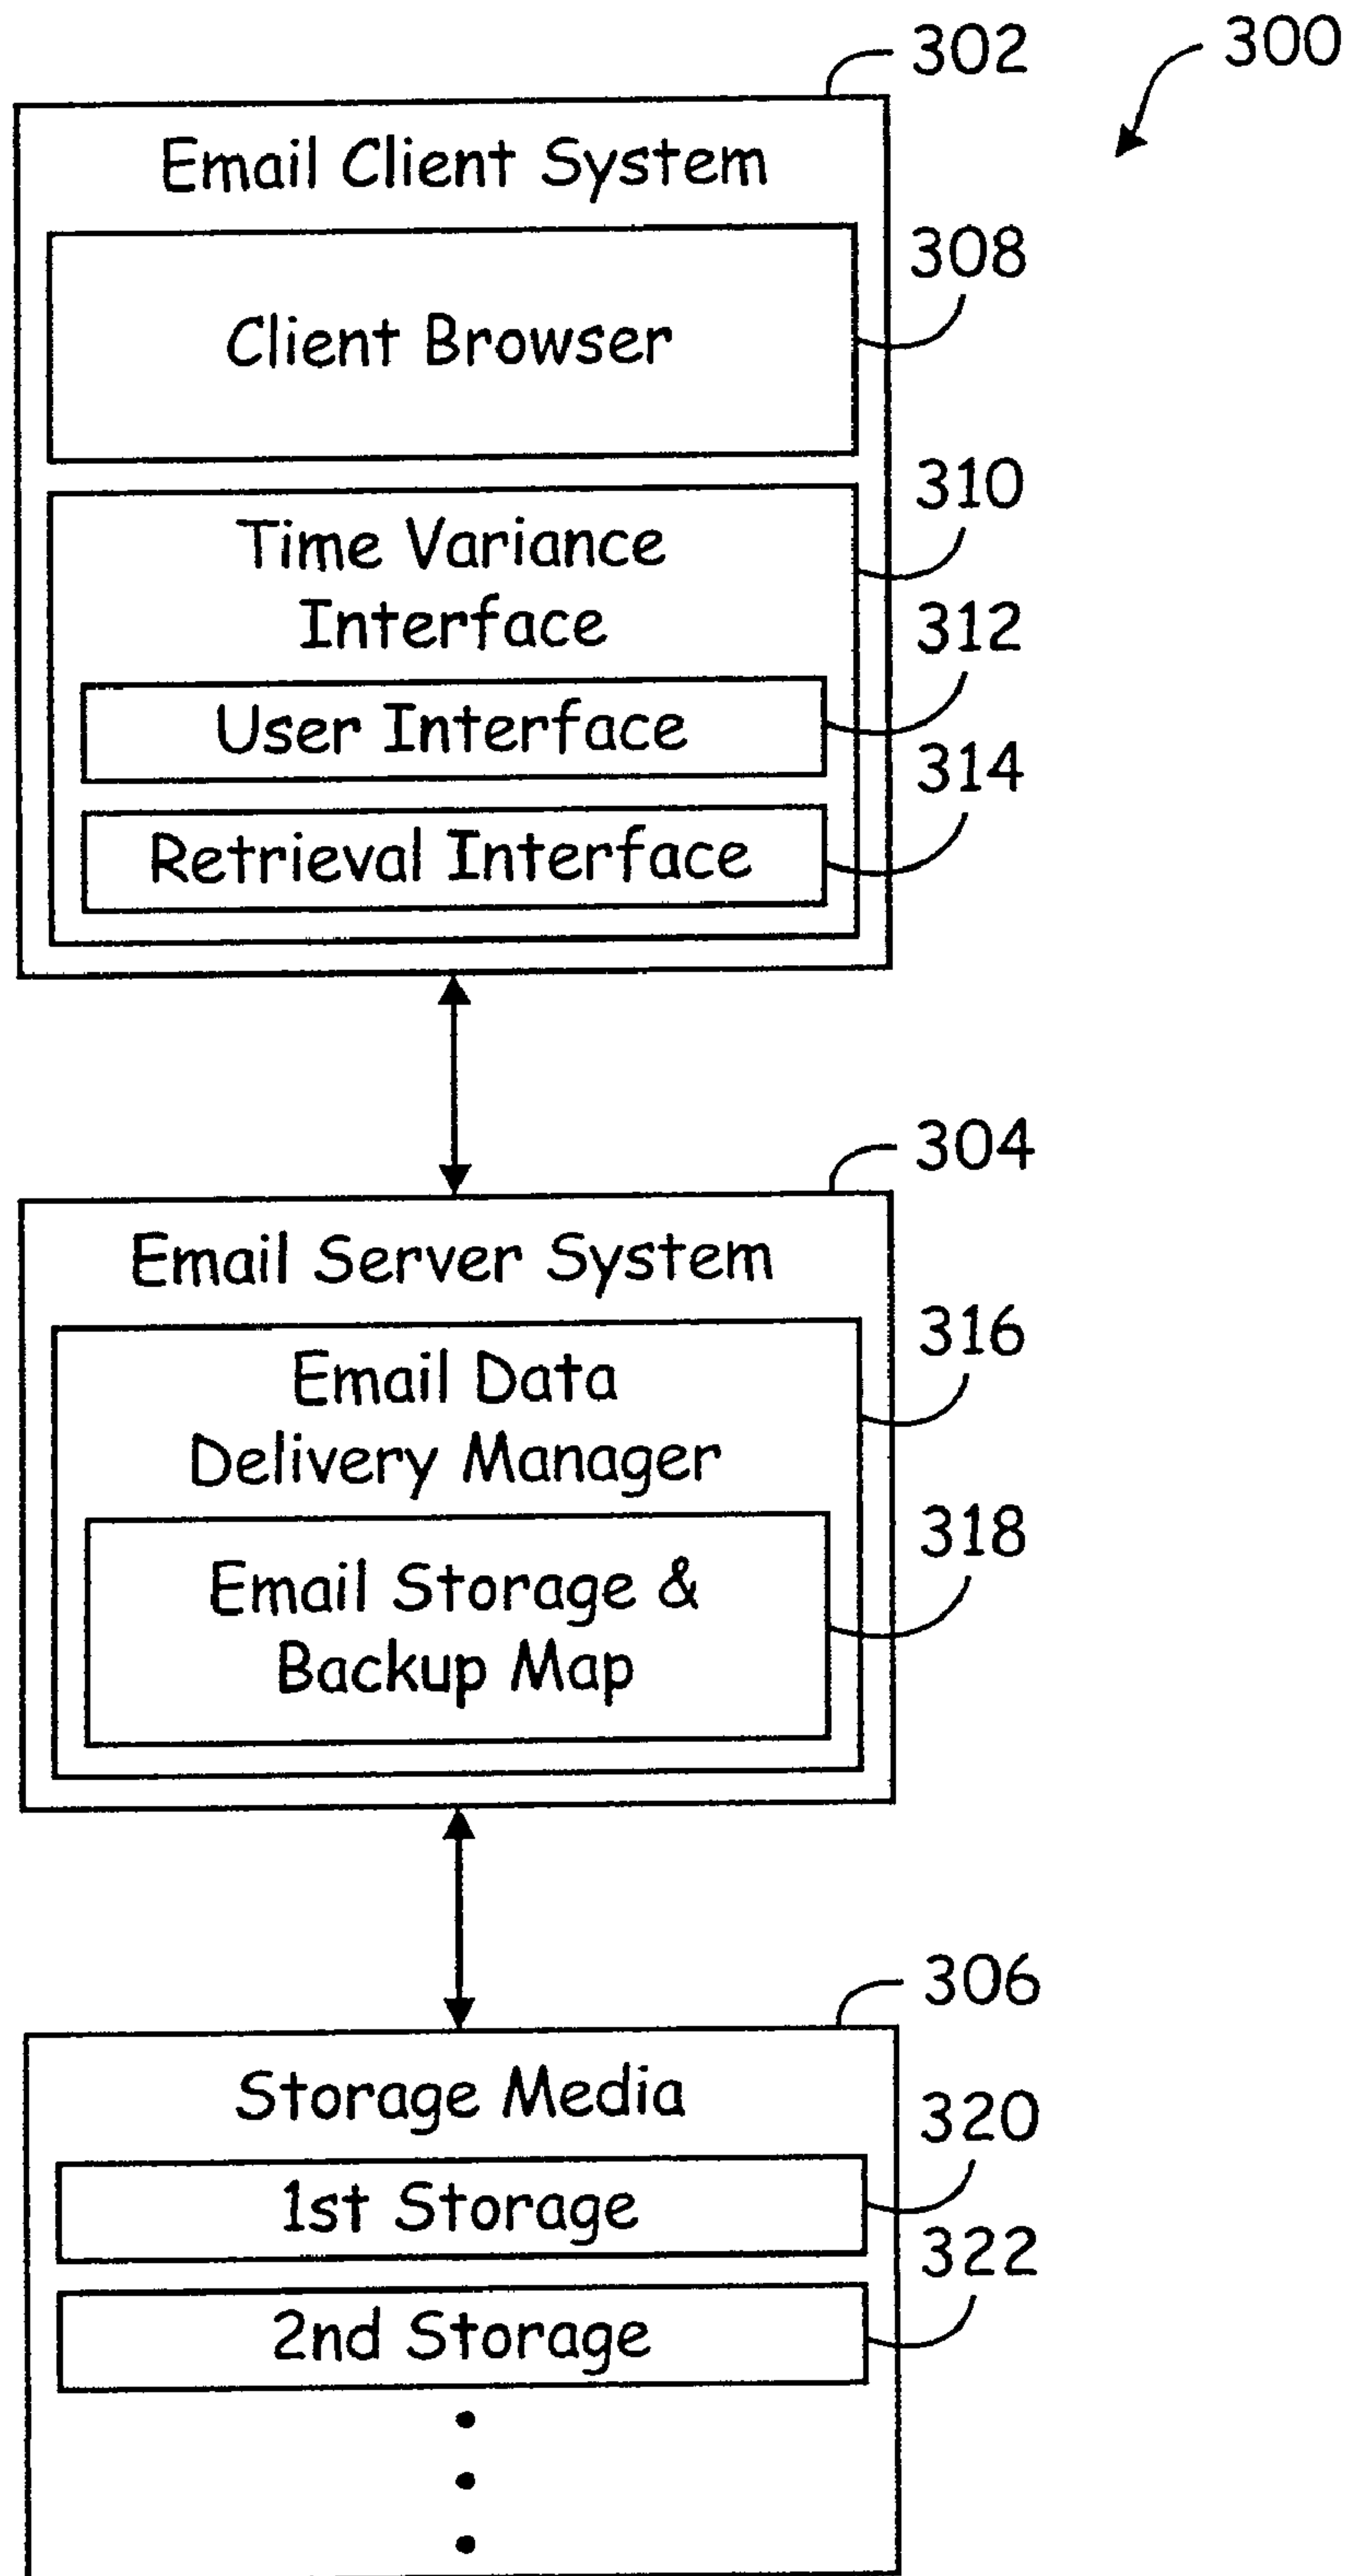 302
300
Email Client System
308
Client Browser
310
Time Variance
Interface
312
User Interface
314
Retrieval Interface
304
Email Server System
316
Email Data
Delivery Manager
318
Email Storage &
Backup Map
306
Storage Media
320
1st Storage
322
2nd Storage